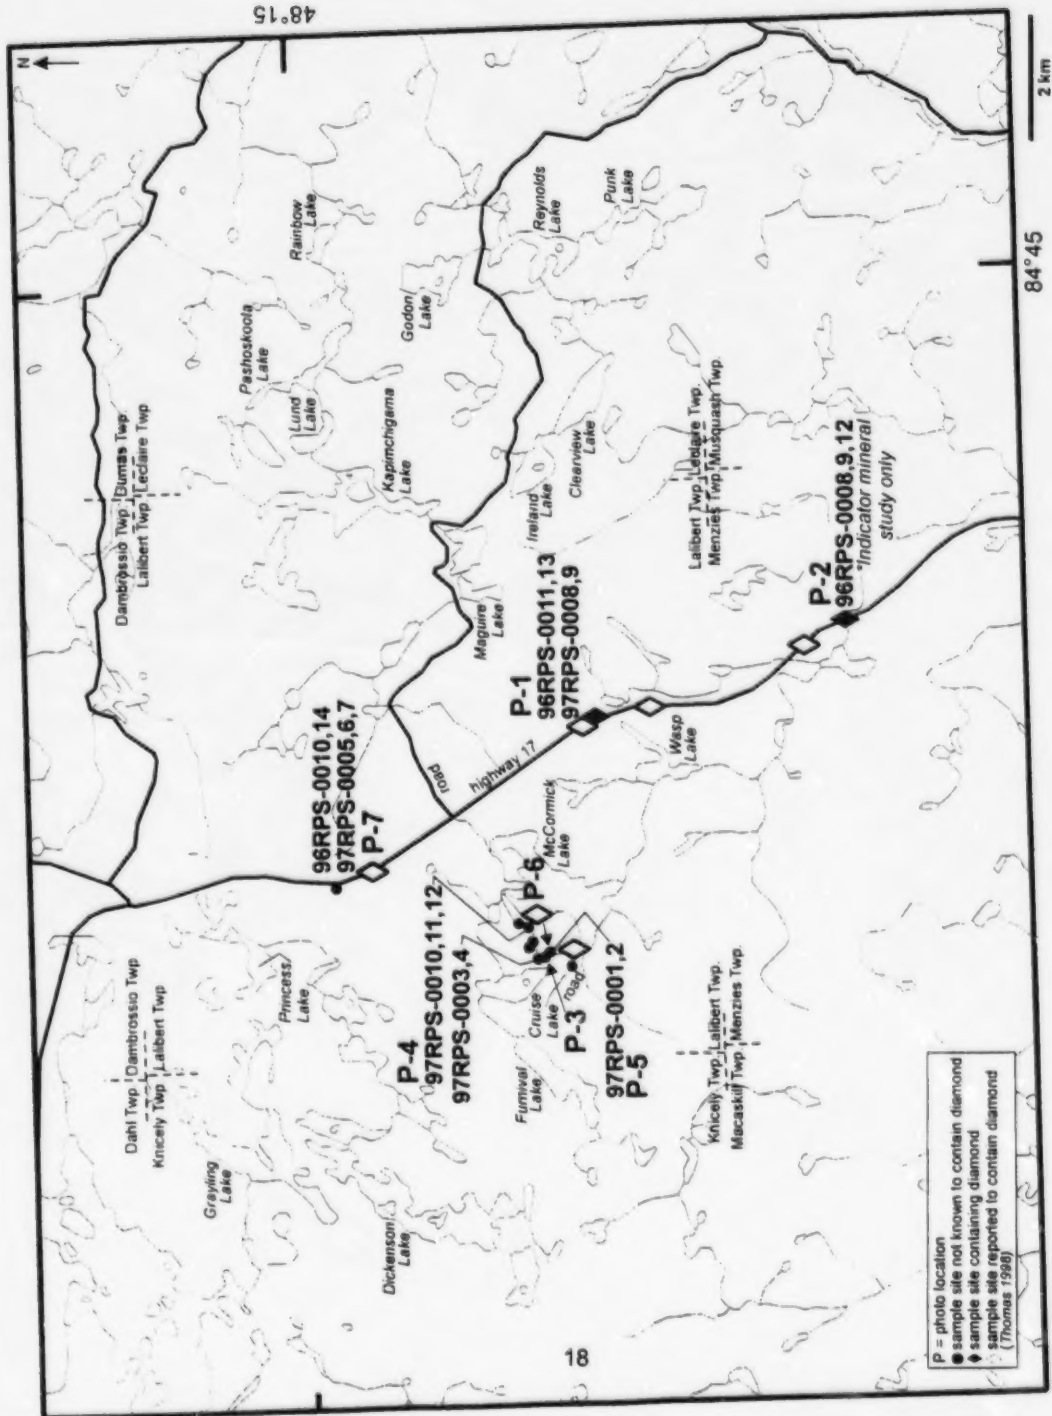 48°15
N
2 km
84°45
Rainbow
Lake
Pashoskoola
Lake
Lund
Lake
Godon
Lake
Reynolds
Lake
Punk
Lake
Kapimchigama
Lake
Dambrossio Twp Dumas Twp
Lalibert Twp Leclaire Twp
Ireland
Lake
Clearview
Lake
Maguire
Lake
Lalibert Twp. Leclaire Twp.
Menzies Twp. Musquash Twp.
P-2
96RPS-0008,9,12
*Indicator mineral
study only
P-1
96RPS-0011,13
97RPS-0008,9
road
highway 17
Wasp
Lake
96RPS-0010,14
97RPS-0005,6,7
P-7
McCormick
Lake
P-6
Princess
Lake
P-4
97RPS-0010,11,12
97RPS-0003,4
Cruise
Lake
road
P-3
97RPS-0001,2
P-5
Furnival
Lake
Dahl Twp Dambrossio Twp
Knicely Twp Lalibert Twp
Knicely Twp. Lalibert Twp.
Macaskill Twp Menzies Twp.
Grayling
Lake
Dickenson
Lake
18
P = photo location
sample site not known to contain diamond
sample site containing diamond
sample site reported to contain diamond
(Thomas 1998)